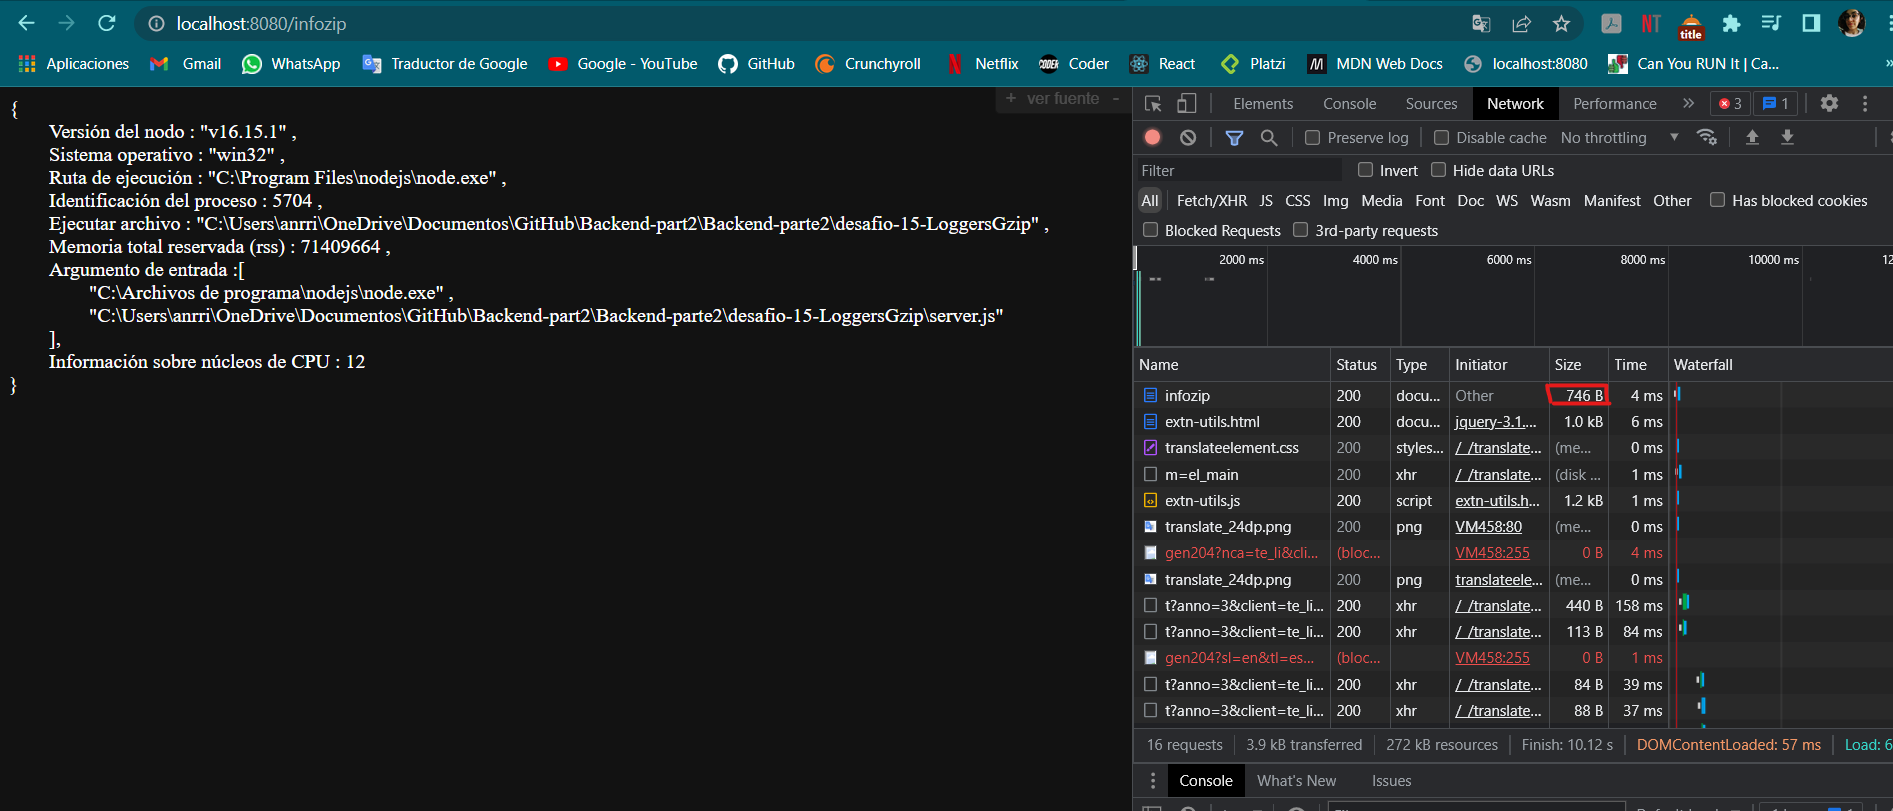 localhost:8080/infozip
NT
title
Aplicaciones
Gmail
WhatsApp
Traductor de Google
Google - YouTube
GitHub
Crunchyroll
Netflix
CODER
Coder
React
Platzi
MDN Web Docs
localhost:8080
Can You RUN It | Ca...
»
+ ver fuente -
{
Versión del nodo : "v16.15.1" ,
Sistema operativo : "win32" ,
Ruta de ejecución : "C:\Program Files\nodejs\node.exe" ,
Identificación del proceso : 5704 ,
Ejecutar archivo : "C:\Users\anrri\OneDrive\Documentos\GitHub\Backend-part2\Backend-parte2\desafio-15-LoggersGzip" ,
Memoria total reservada (rss) : 71409664 ,
Argumento de entrada :[
"C:\Archivos de programa\nodejs\node.exe" ,
"C:\Users\anrri\OneDrive\Documentos\GitHub\Backend-part2\Backend-parte2\desafio-15-LoggersGzip\server.js"
],
Información sobre núcleos de CPU : 12
}
Elements Console Sources Network Performance » 3 1
Preserve log Disable cache No throttling
Filter Invert Hide data URLs
All Fetch/XHR JS CSS Img Media Font Doc WS Wasm Manifest Other Has blocked cookies
Blocked Requests 3rd-party requests
2000 ms 4000 ms 6000 ms 8000 ms 10000 ms 12
Name Status Type Initiator Size Time Waterfall
infozip 200 docu... Other 746 B 4 ms
extn-utils.html 200 docu... jquery-3.1.... 1.0 kB 6 ms
translateelement.css 200 styles... /_/translate... (me... 0 ms
m=el_main 200 xhr /_/translate... (disk ... 1 ms
extn-utils.js 200 script extn-utils.h... 1.2 kB 1 ms
translate_24dp.png 200 png VM458:80 (me... 0 ms
gen204?nca=te_li&cli... (bloc... VM458:255 0 B 4 ms
translate_24dp.png 200 png translateele... (me... 0 ms
t?anno=3&client=te_li... 200 xhr /_/translate... 440 B 158 ms
t?anno=3&client=te_li... 200 xhr /_/translate... 113 B 84 ms
gen204?sl=en&tl=es... (bloc... VM458:255 0 B 1 ms
t?anno=3&client=te_li... 200 xhr /_/translate... 84 B 39 ms
t?anno=3&client=te_li... 200 xhr /_/translate... 88 B 37 ms
16 requests 3.9 kB transferred 272 kB resources Finish: 10.12 s DOMContentLoaded: 57 ms Load: 6
Console What's New Issues